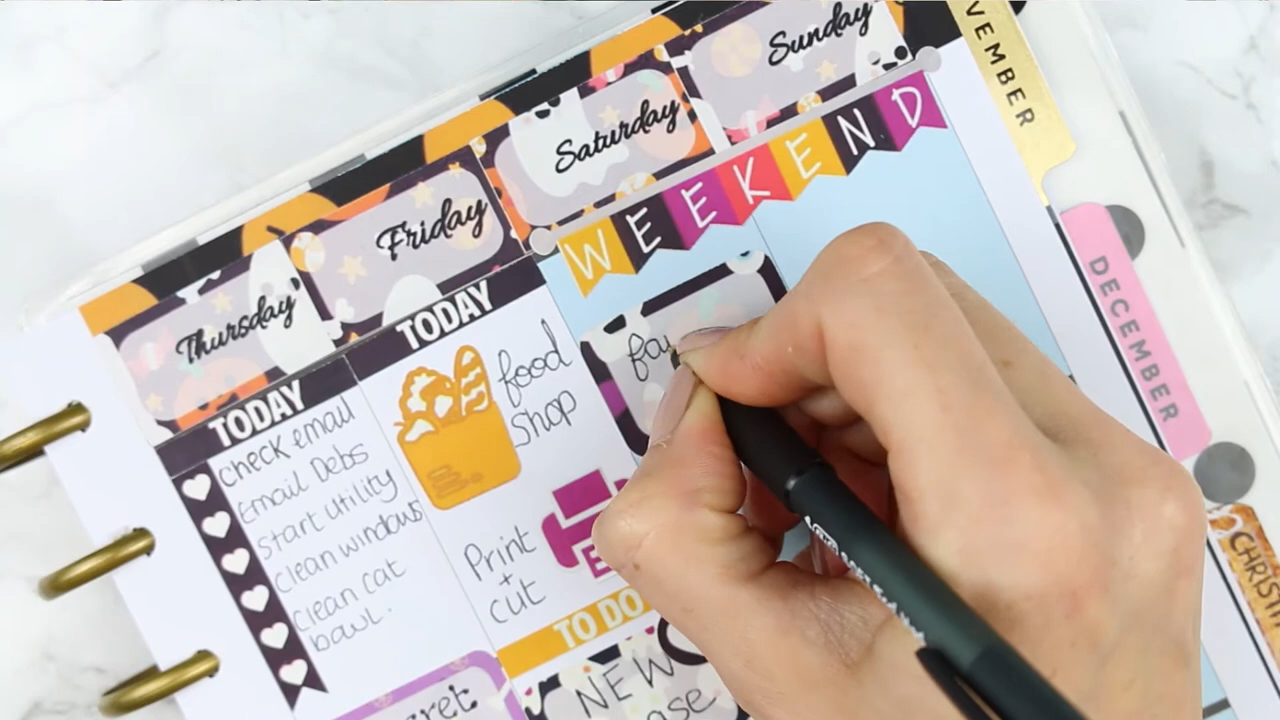 Thursday
Friday
Saturday
Sunday
WEEKEND
TODAY
check email
Email Debs
start utility
clean windows
clean cat
bowl.
TODAY
food
shop
Print
+
cut
TO DO
NEW
VEMBER
DECEMBER